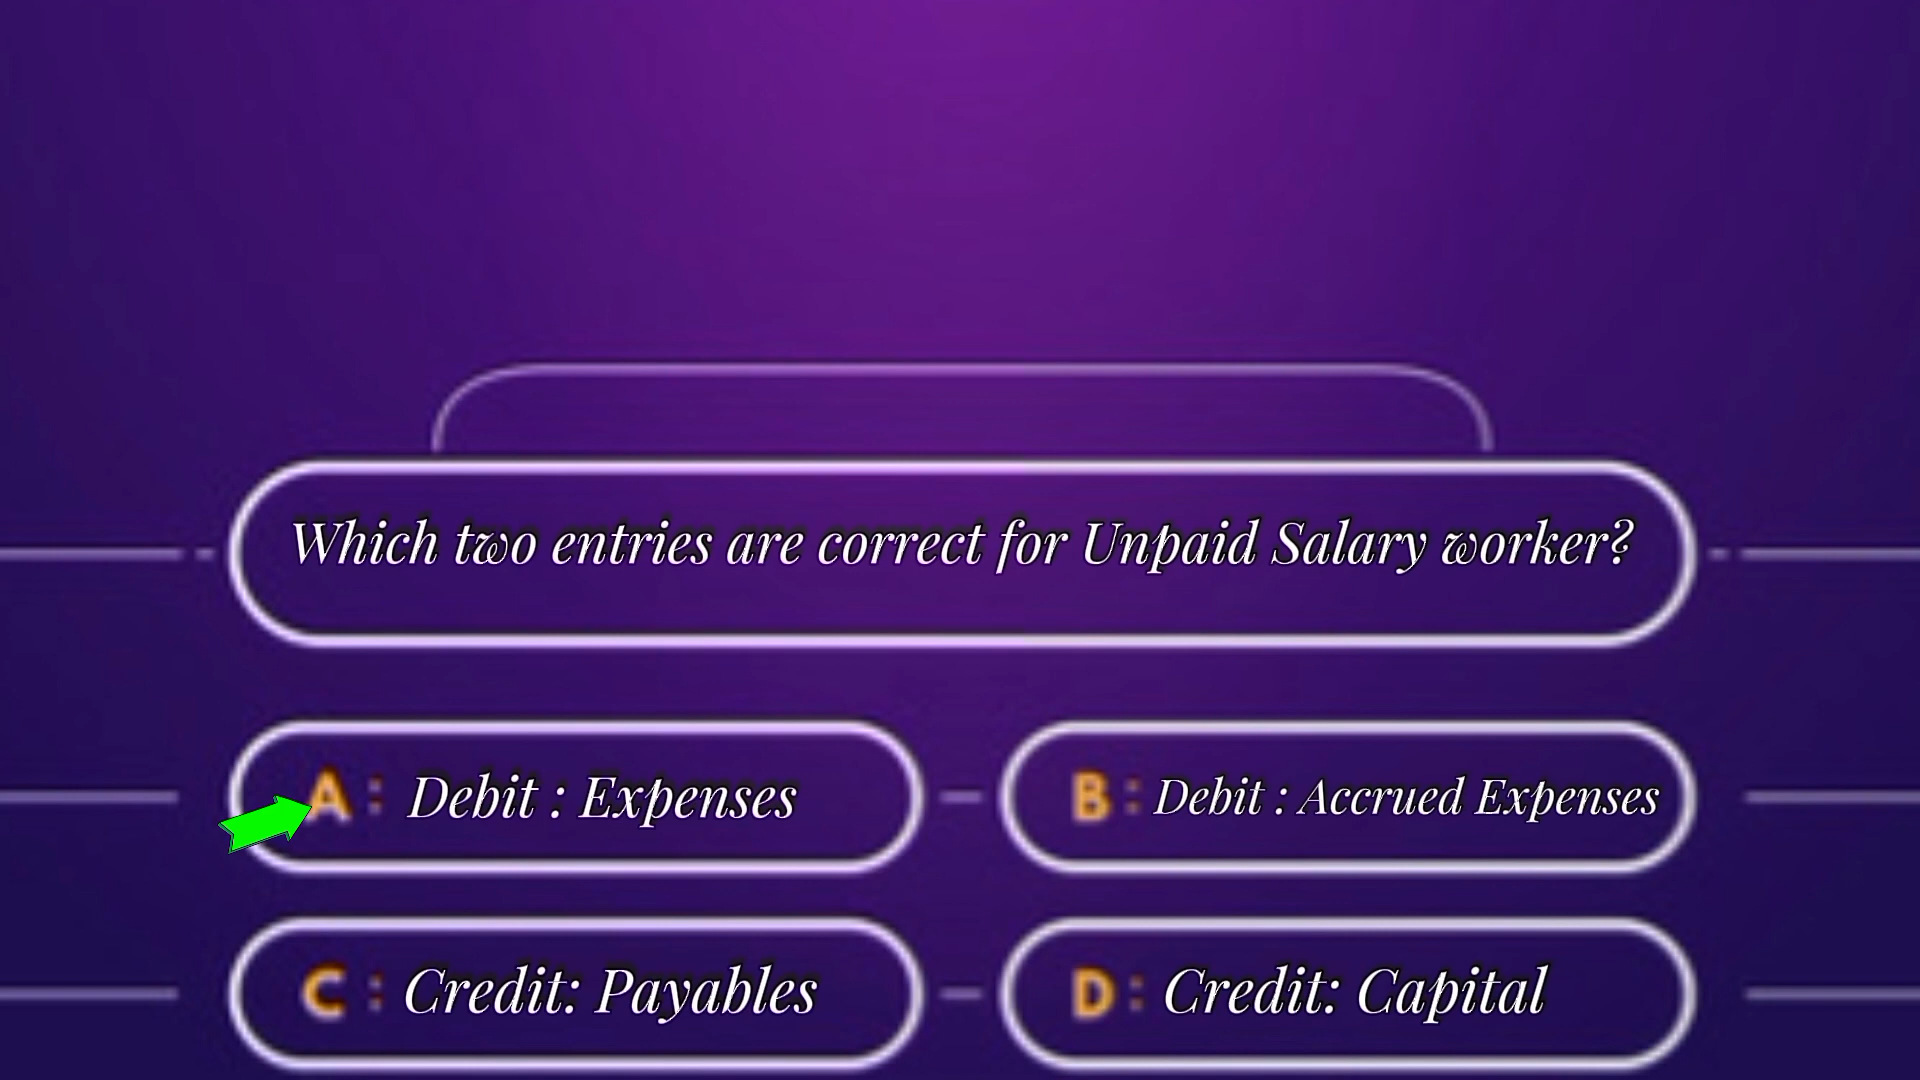 Which two entries are correct for Unpaid Salary worker?
A : Debit : Expenses
B : Debit : Accrued Expenses
C : Credit: Payables
D : Credit: Capital